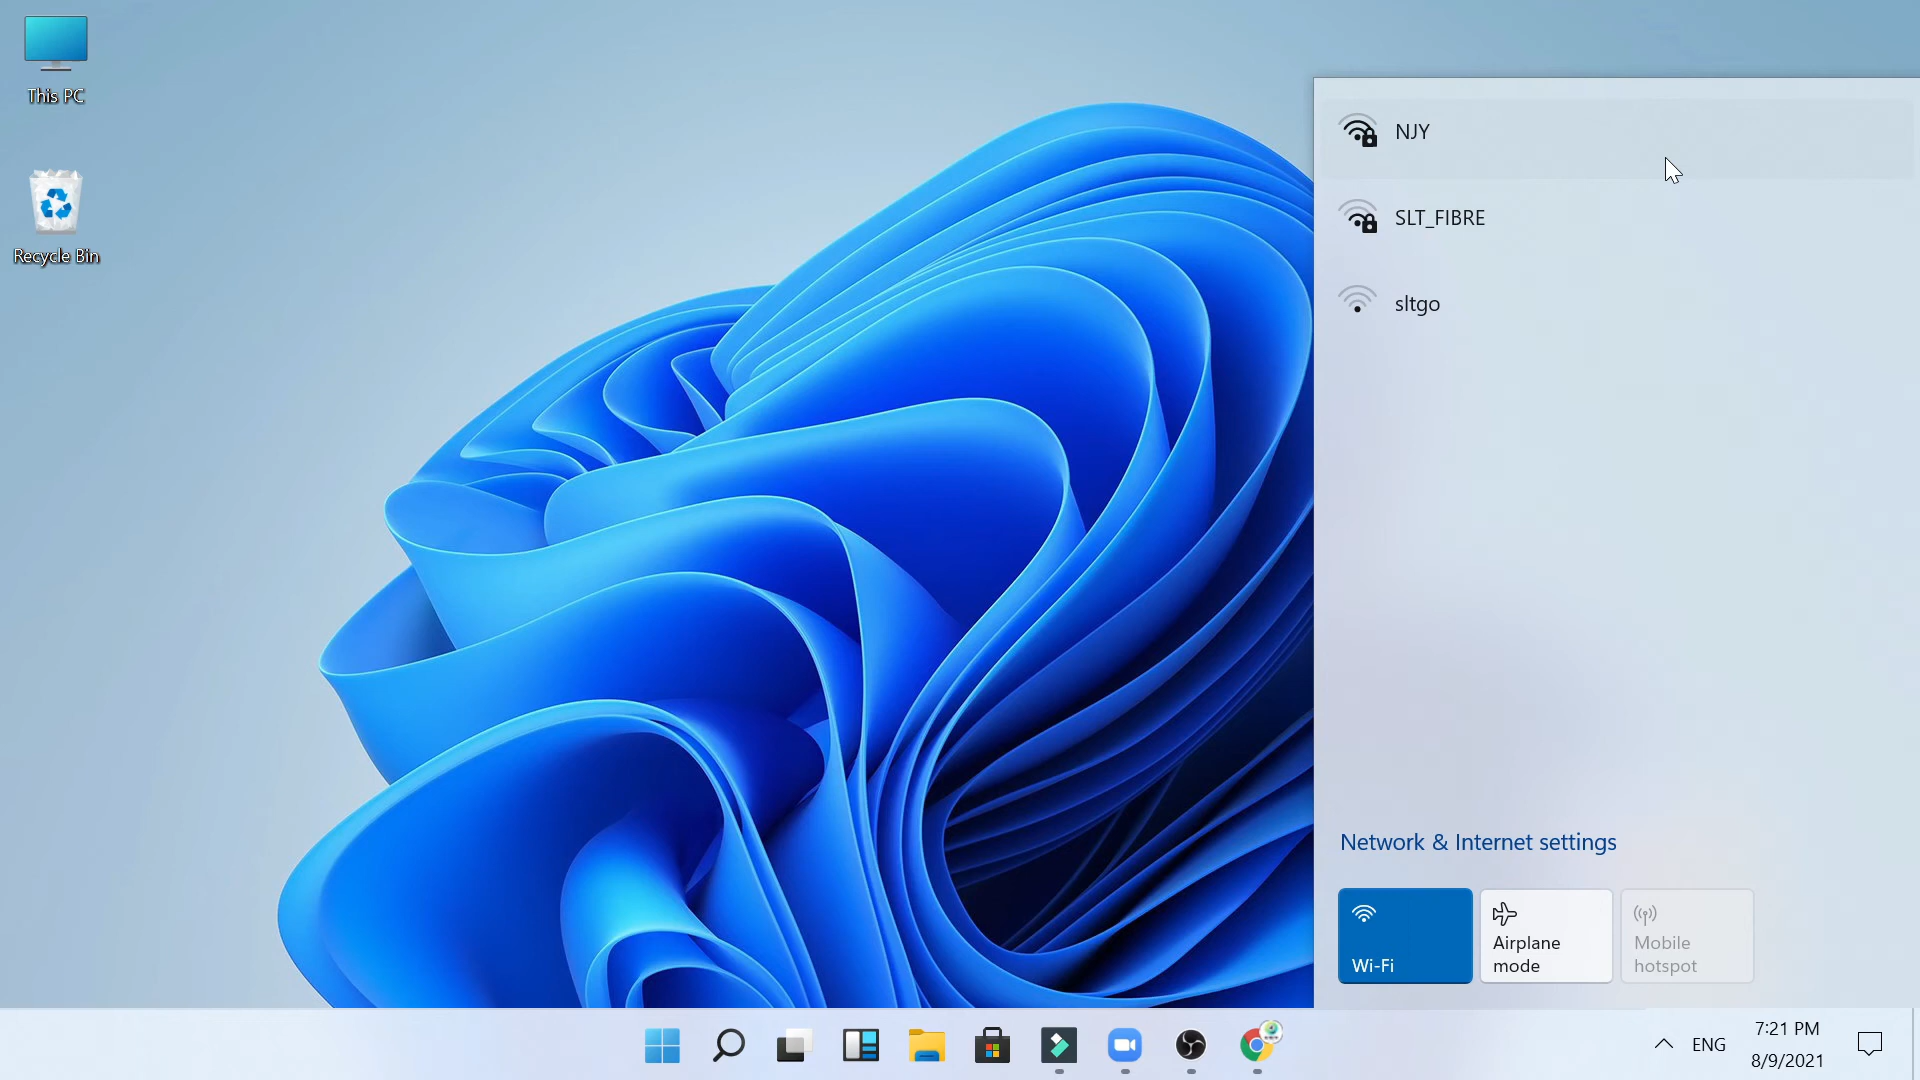 This PC
Recycle Bin
NJY
SLT_FIBRE
sltgo
Network & Internet settings
Wi-Fi
Airplane
mode
Mobile
hotspot
ENG
7:21 PM
8/9/2021